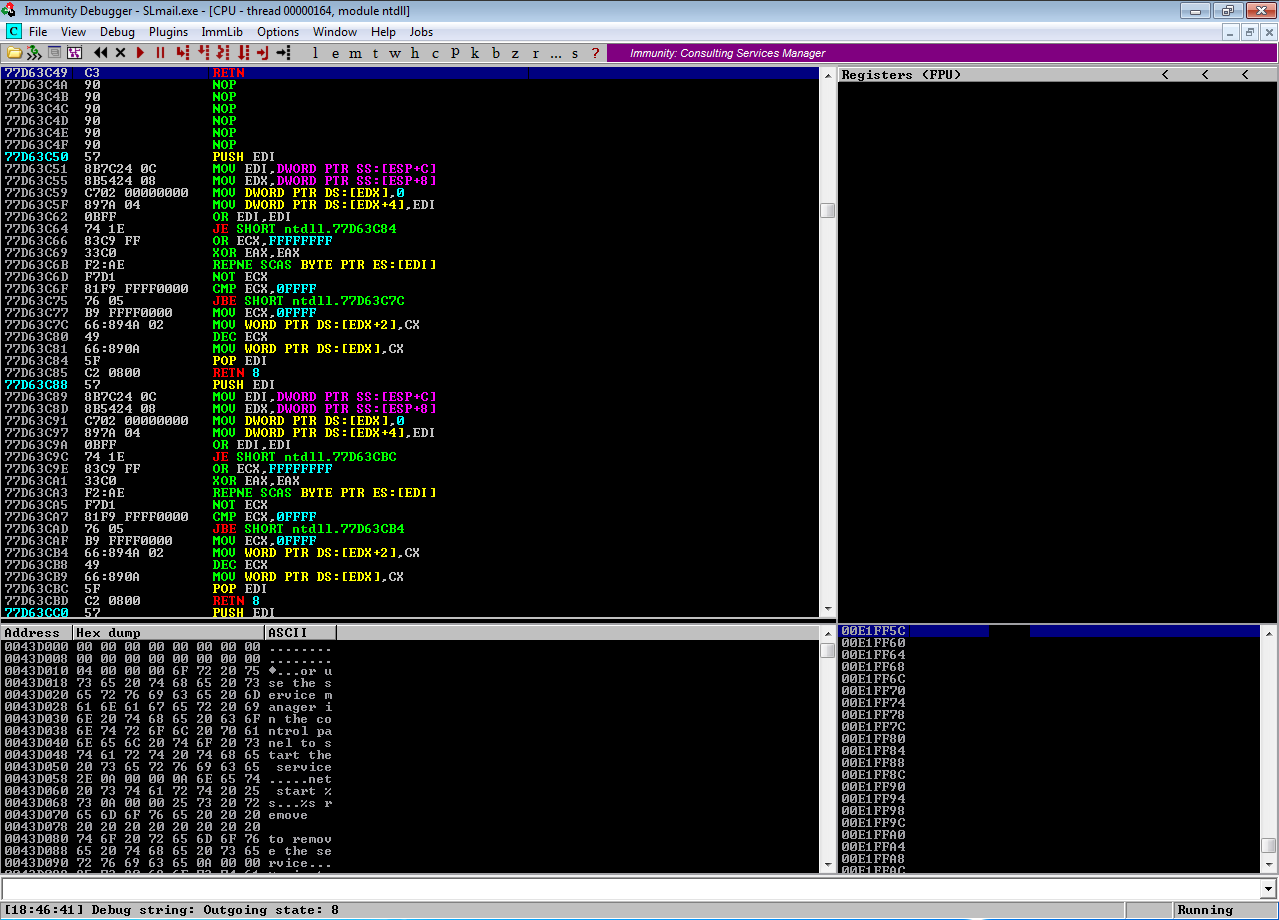 Immunity Debugger - SLmail.exe - [CPU - thread 00000164, module ntdll]
C File View Debug Plugins ImmLib Options Window Help Jobs
l e m t w h c P k b z r ... s ? Immunity: Consulting Services Manager
77D63C49 C3 RETN
77D63C4A 90 NOP
77D63C4B 90 NOP
77D63C4C 90 NOP
77D63C4D 90 NOP
77D63C4E 90 NOP
77D63C4F 90 NOP
77D63C50 57 PUSH EDI
77D63C51 8B7C24 0C MOV EDI,DWORD PTR SS:[ESP+C]
77D63C55 8B5424 08 MOV EDX,DWORD PTR SS:[ESP+8]
77D63C59 C702 00000000 MOV DWORD PTR DS:[EDX],0
77D63C5F 897A 04 MOV DWORD PTR DS:[EDX+4],EDI
77D63C62 0BFF OR EDI,EDI
77D63C64 74 1E JE SHORT ntdll.77D63C84
77D63C66 83C9 FF OR ECX,FFFFFFFF
77D63C69 33C0 XOR EAX,EAX
77D63C6B F2:AE REPNE SCAS BYTE PTR ES:[EDI]
77D63C6D F7D1 NOT ECX
77D63C6F 81F9 FFFF0000 CMP ECX,0FFFF
77D63C75 76 05 JBE SHORT ntdll.77D63C7C
77D63C77 B9 FFFF0000 MOV ECX,0FFFF
77D63C7C 66:894A 02 MOV WORD PTR DS:[EDX+2],CX
77D63C80 49 DEC ECX
77D63C81 66:890A MOV WORD PTR DS:[EDX],CX
77D63C84 5F POP EDI
77D63C85 C2 0800 RETN 8
77D63C88 57 PUSH EDI
77D63C89 8B7C24 0C MOV EDI,DWORD PTR SS:[ESP+C]
77D63C8D 8B5424 08 MOV EDX,DWORD PTR SS:[ESP+8]
77D63C91 C702 00000000 MOV DWORD PTR DS:[EDX],0
77D63C97 897A 04 MOV DWORD PTR DS:[EDX+4],EDI
77D63C9A 0BFF OR EDI,EDI
77D63C9C 74 1E JE SHORT ntdll.77D63CBC
77D63C9E 83C9 FF OR ECX,FFFFFFFF
77D63CA1 33C0 XOR EAX,EAX
77D63CA3 F2:AE REPNE SCAS BYTE PTR ES:[EDI]
77D63CA5 F7D1 NOT ECX
77D63CA7 81F9 FFFF0000 CMP ECX,0FFFF
77D63CAD 76 05 JBE SHORT ntdll.77D63CB4
77D63CAF B9 FFFF0000 MOV ECX,0FFFF
77D63CB4 66:894A 02 MOV WORD PTR DS:[EDX+2],CX
77D63CB8 49 DEC ECX
77D63CB9 66:890A MOV WORD PTR DS:[EDX],CX
77D63CBC 5F POP EDI
77D63CBD C2 0800 RETN 8
77D63CC0 57 PUSH EDI
Registers (FPU) < < <
Address Hex dump ASCII
0043D000 00 00 00 00 00 00 00 00 ........
0043D008 00 00 00 00 00 00 00 00 ........
0043D010 04 00 00 00 6F 72 20 75 ♦...or u
0043D018 73 65 20 74 68 65 20 73 se the s
0043D020 65 72 76 69 63 65 20 6D ervice m
0043D028 61 6E 61 67 65 72 20 69 anager i
0043D030 6E 20 74 68 65 20 63 6F n the co
0043D038 6E 74 72 6F 6C 20 70 61 ntrol pa
0043D040 6E 65 6C 20 74 6F 20 73 nel to s
0043D048 74 61 72 74 20 74 68 65 tart the
0043D050 20 73 65 72 76 69 63 65 service
0043D058 2E 0A 00 00 0A 6E 65 74 .....net
0043D060 20 73 74 61 72 74 20 25 start %
0043D068 73 0A 00 00 25 73 20 72 s...%s r
0043D070 65 6D 6F 76 65 20 20 20 emove
0043D078 20 20 20 20 20 20 20 20
0043D080 74 6F 20 72 65 6D 6F 76 to remov
0043D088 65 20 74 68 65 20 73 65 e the se
0043D090 72 76 69 63 65 0A 00 00 rvice...
00E1FF5C
00E1FF60
00E1FF64
00E1FF68
00E1FF6C
00E1FF70
00E1FF74
00E1FF78
00E1FF7C
00E1FF80
00E1FF84
00E1FF88
00E1FF8C
00E1FF90
00E1FF94
00E1FF98
00E1FF9C
00E1FFA0
00E1FFA4
00E1FFA8
00E1FFAC
[18:46:41] Debug string: Outgoing state: 8
Running